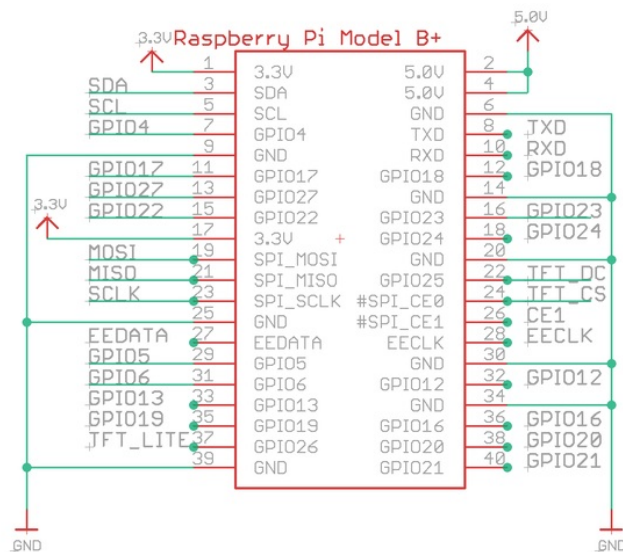 5.0V
3.3V Raspberry Pi Model B+
1 3.3V 5.0V 2
SDA 3 SDA 5.0V 4
SCL 5 SCL GND 6
GPIO4 7 GPIO4 TXD 8 TXD
9 GND RXD 10 RXD
GPIO17 11 GPIO17 GPIO18 12 GPIO18
GPIO27 13 GPIO27 GND 14
GPIO22 15 GPIO22 GPIO23 16 GPIO23
3.3V 17 3.3V GPIO24 18 GPIO24
MOSI 19 SPI_MOSI GND 20
MISO 21 SPI_MISO GPIO25 22 TFT_DC
SCLK 23 SPI_SCLK #SPI_CE0 24 TFT_CS
25 GND #SPI_CE1 26 CE1
EEDATA 27 EEDATA EECLK 28 EECLK
GPIO5 29 GPIO5 GND 30
GPIO6 31 GPIO6 GPIO12 32 GPIO12
GPIO13 33 GPIO13 GND 34
GPIO19 35 GPIO19 GPIO16 36 GPIO16
TFT_LITE 37 GPIO26 GPIO20 38 GPIO20
39 GND GPIO21 40 GPIO21
GND GND